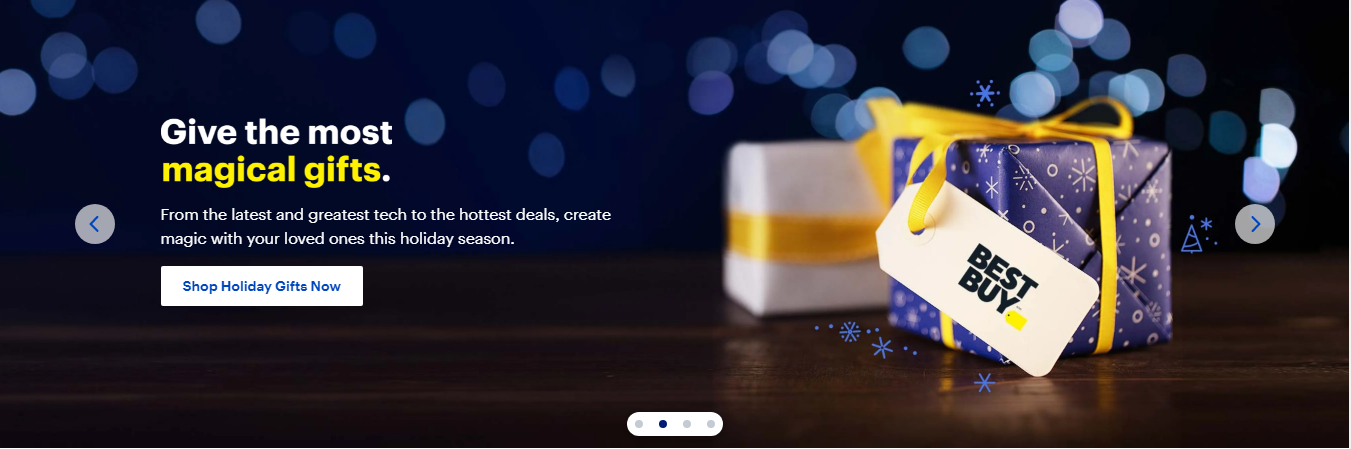 Give the most
magical gifts.
From the latest and greatest tech to the hottest deals, create
magic with your loved ones this holiday season.
Shop Holiday Gifts Now
BEST
BUY